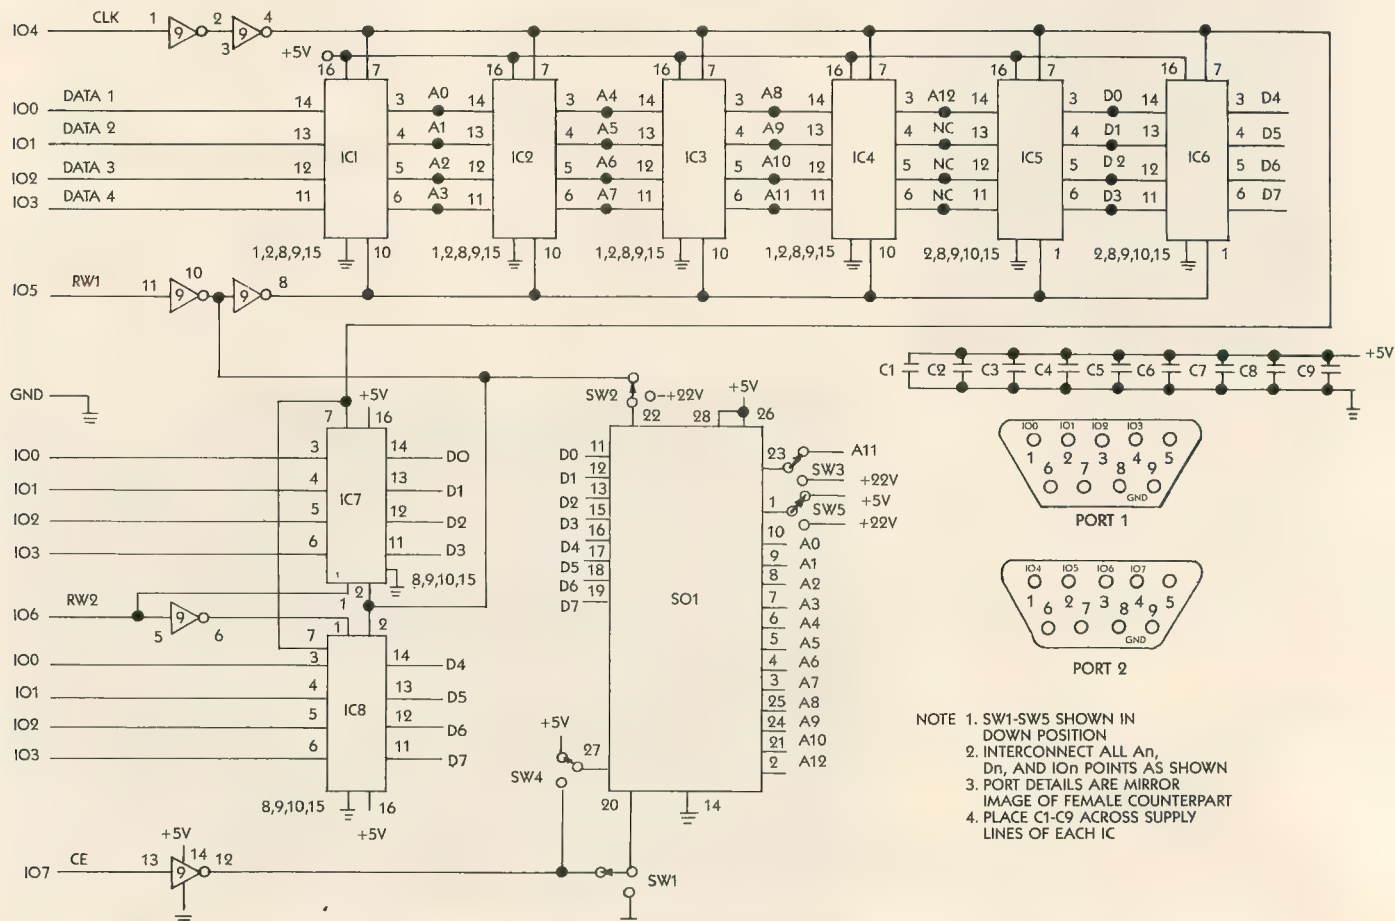 IO4 CLK 1 9 2 3 9 4
+5V
16 7 16 7 16 7 16 7 16 7 16 7
IO0 DATA 1 14 3 A0 14 3 A4 14 3 A8 14 3 A12 14 3 D0 14 3 D4
IO1 DATA 2 13 4 A1 13 4 A5 13 4 A9 13 4 NC 13 4 D1 13 4 D5
IC1 IC2 IC3 IC4 IC5 IC6
IO2 DATA 3 12 5 A2 12 5 A6 12 5 A10 12 5 NC 12 5 D2 12 5 D6
IO3 DATA 4 11 6 A3 11 6 A7 11 6 A11 11 6 NC 11 6 D3 11 6 D7
1,2,8,9,15 10 1,2,8,9,15 10 1,2,8,9,15 10 1,2,8,9,15 10 2,8,9,10,15 1 2,8,9,10,15 1
IO5 RW1 11 9 10 9 8
+5V
C1 C2 C3 C4 C5 C6 C7 C8 C9
GND
+5V
7 16
IO0 3 14 D0
IO1 4 13 D1
IC7
IO2 5 12 D2
IO3 6 11 D3
1 2 8,9,10,15
IO6 RW2 5 9 6
1
7 1 2
IO0 3 14 D4
IO1 4 13 D5
IC8
IO2 5 12 D6
IO3 6 11 D7
8,9,10,15 16
+5V
+5V
IO7 CE 13 9 14 12
SW2 -+22V
22 28 +5V 26
D0 11
D1 12
D2 13
D3 15
D4 16
D5 17
D6 18
D7 19
SO1
23 A11
SW3
+22V
1 +5V
SW5
+22V
10 A0
9 A1
8 A2
7 A3
6 A4
5 A5
4 A6
3 A7
25 A8
24 A9
21 A10
2 A12
+5V
27
SW4
20 14
SW1
IO0 IO1 IO2 IO3
1 2 3 4 5
6 7 8 9
GND
PORT 1
IO4 IO5 IO6 IO7
1 2 3 4 5
6 7 8 9
GND
PORT 2
NOTE 1. SW1-SW5 SHOWN IN
DOWN POSITION
2. INTERCONNECT ALL An,
Dn, AND IOn POINTS AS SHOWN
3. PORT DETAILS ARE MIRROR
IMAGE OF FEMALE COUNTERPART
4. PLACE C1-C9 ACROSS SUPPLY
LINES OF EACH IC